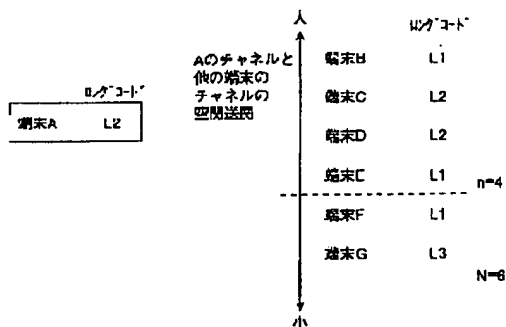 ロングコード
端末A L2
Aのチャネルと
他の端末の
チャネルの
空間相関
大
ロングコード
端末B L1
端末C L2
端末D L2
端末E L1
n=4
端末F L1
端末G L3
N=6
小